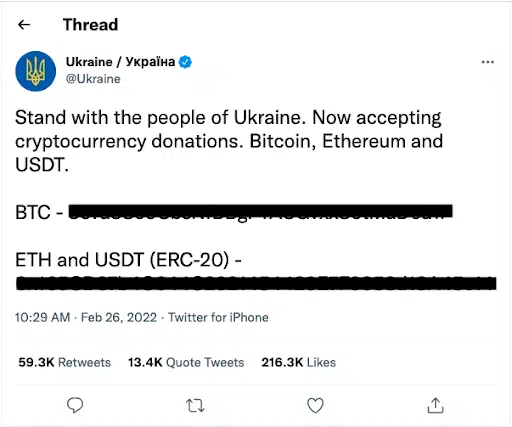 Thread
Ukraine / Україна
@Ukraine
Stand with the people of Ukraine. Now accepting
cryptocurrency donations. Bitcoin, Ethereum and
USDT.
BTC -
ETH and USDT (ERC-20) -
10:29 AM · Feb 26, 2022 · Twitter for iPhone
59.3K Retweets 13.4K Quote Tweets 216.3K Likes